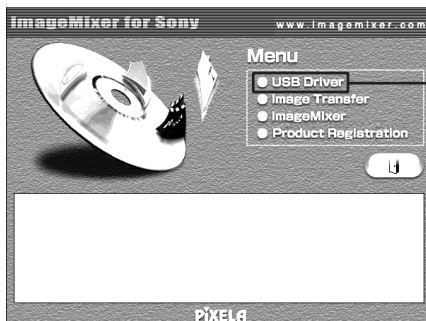 ImageMixer for Sony
www.imagemixer.com
Menu
USB Driver
Image Transfer
ImageMixer
Product Registration
PIXELA